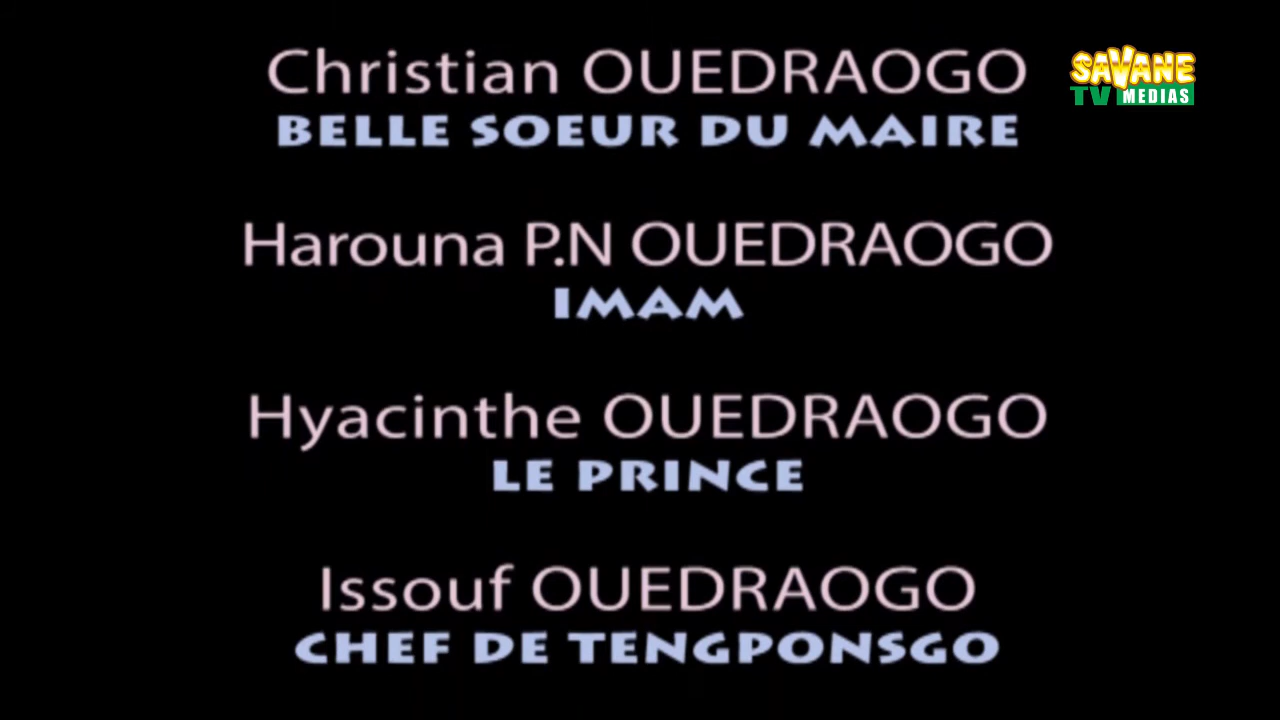 Christian OUEDRAOGO
BELLE SOEUR DU MAIRE
Harouna P.N OUEDRAOGO
IMAM
Hyacinthe OUEDRAOGO
LE PRINCE
Issouf OUEDRAOGO
CHEF DE TENGPONSGO
SAVANE
TV MEDIAS